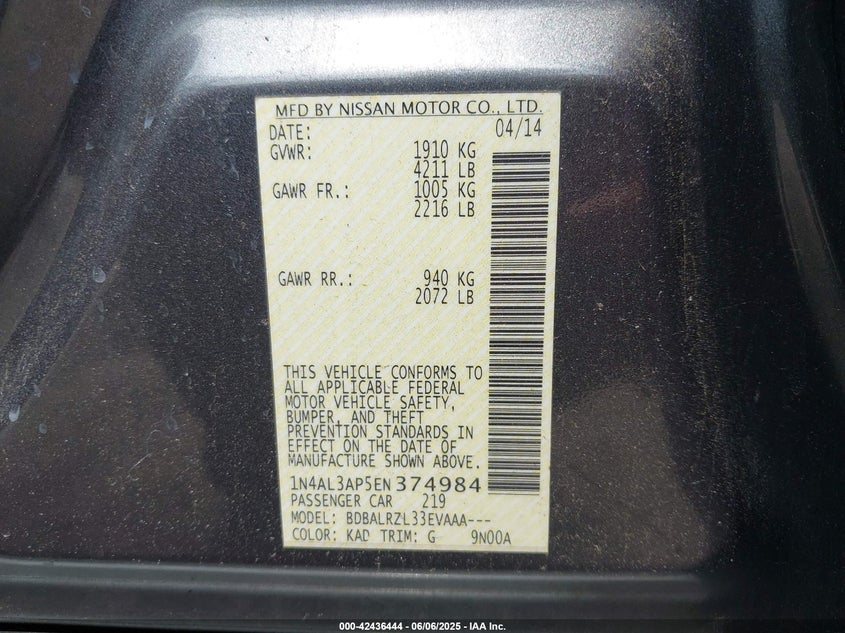 MFD BY NISSAN MOTOR CO., LTD.
DATE: 04/14
GVWR: 1910 KG
4211 LB
GAWR FR.: 1005 KG
2216 LB
GAWR RR.: 940 KG
2072 LB
THIS VEHICLE CONFORMS TO
ALL APPLICABLE FEDERAL
MOTOR VEHICLE SAFETY,
BUMPER, AND THEFT
PREVENTION STANDARDS IN
EFFECT ON THE DATE OF
MANUFACTURE SHOWN ABOVE.
1N4AL3AP5EN374984
PASSENGER CAR 219
MODEL: BDBALRZL33EVAAA---
COLOR: KAD TRIM: G 9N00A
000-42436444 / 06/06/2025 - IAA Inc.